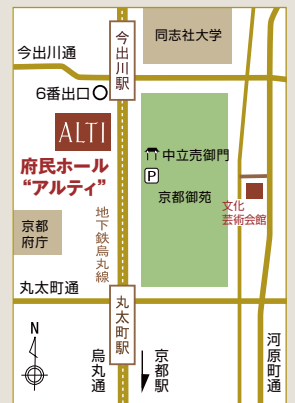 同志社大学
今出川駅
今出川通
6番出口
ALTI
府民ホール
“アルティ”
中立売御門
P
京都御苑
文化
芸術会館
京都
府庁
地下鉄烏丸線
丸太町通
丸太町駅
N
烏丸通
京都駅
河原町通